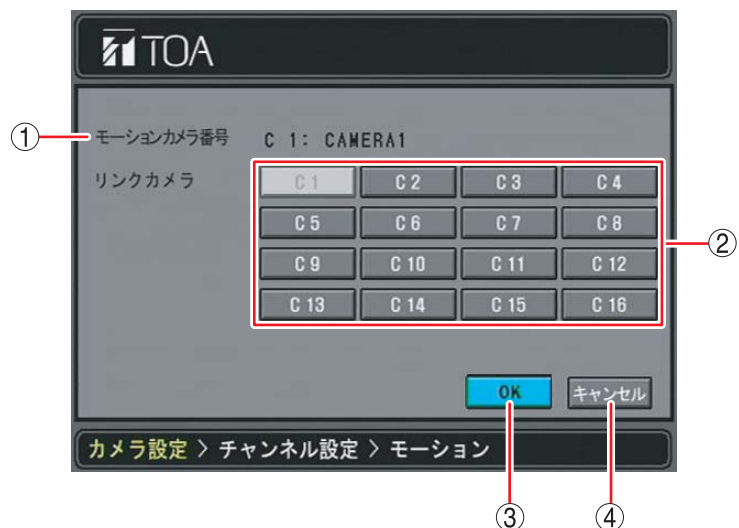 TOA
① モーションカメラ番号 C 1: CAMERA1
リンクカメラ C 1 C 2 C 3 C 4
C 5 C 6 C 7 C 8 ②
C 9 C 10 C 11 C 12
C 13 C 14 C 15 C 16
OK キャンセル
カメラ設定 〉 チャンネル設定 〉 モーション
③ ④